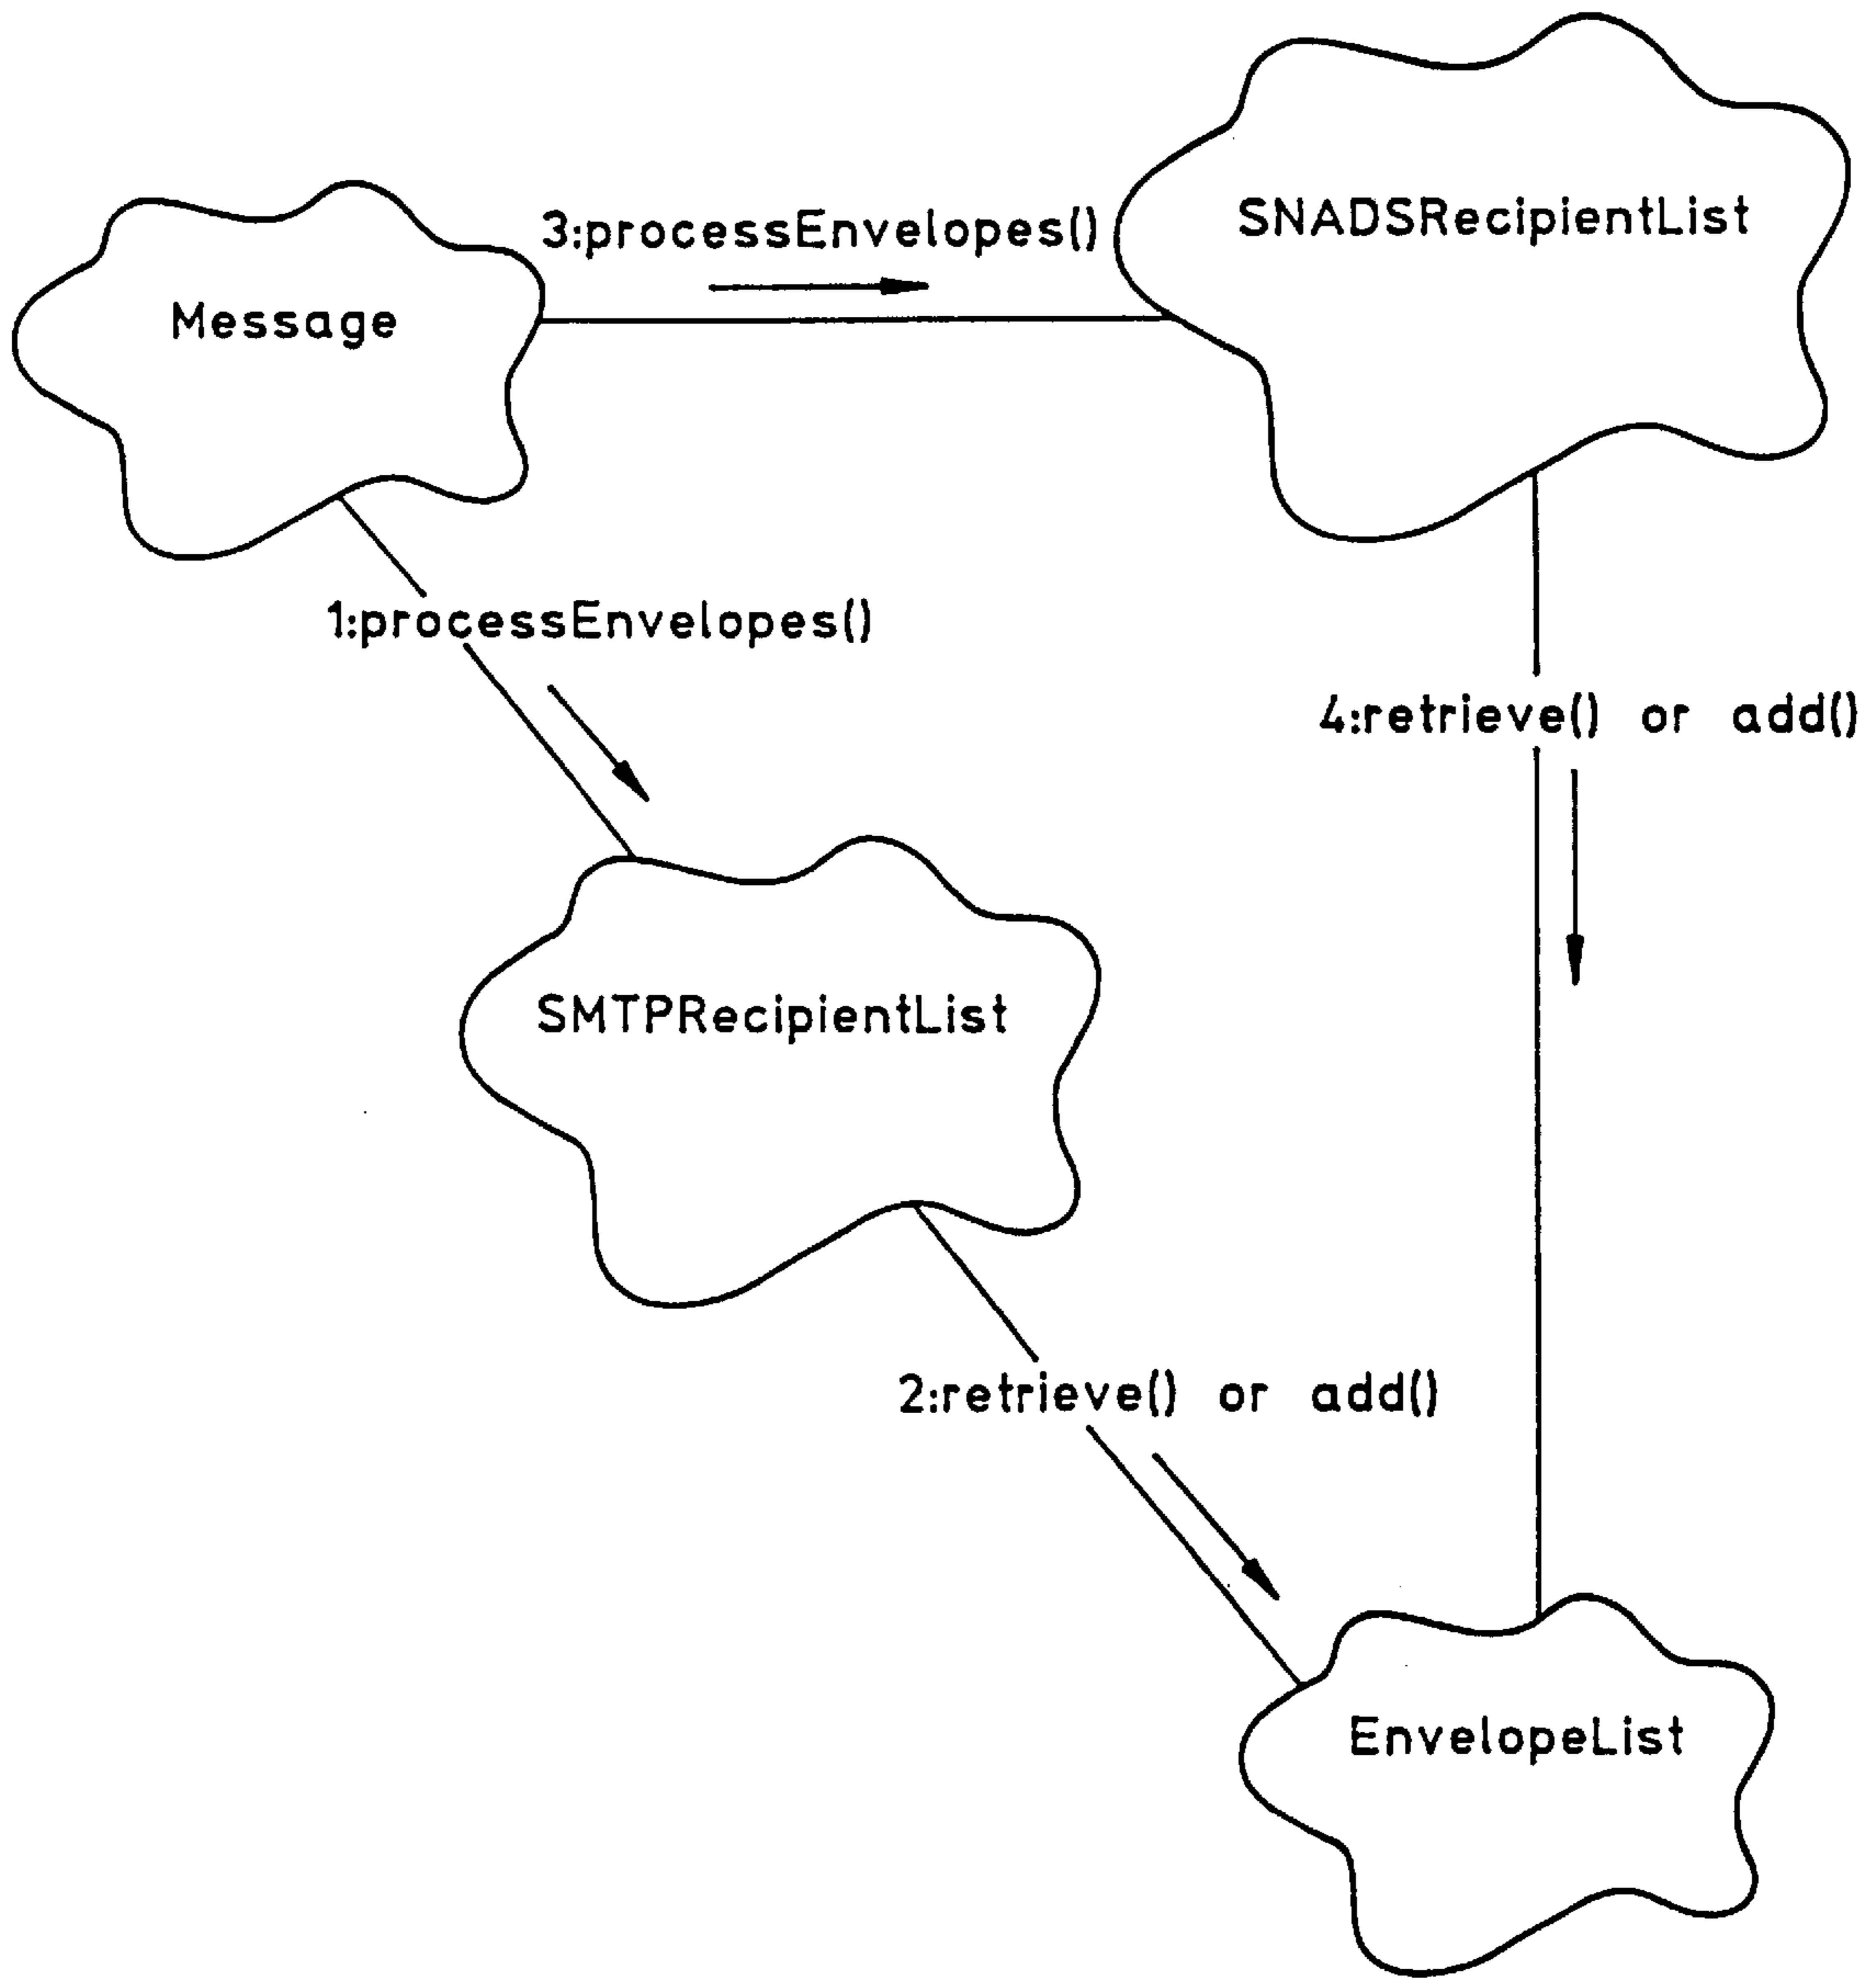 SNADSRecipientList
3:processEnvelopes()
Message
1:processEnvelopes()
4:retrieve() or add()
SMTPRecipientList
2:retrieve() or add()
EnvelopeList